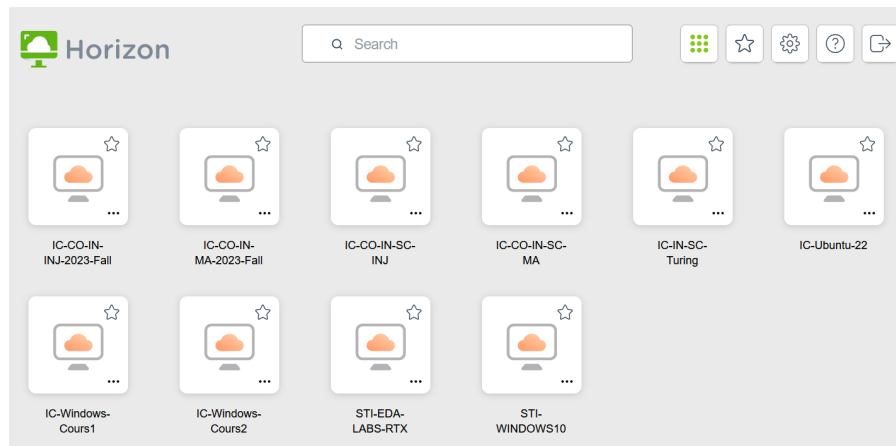 Horizon
Search
IC-CO-IN-
INJ-2023-Fall
IC-CO-IN-
MA-2023-Fall
IC-CO-IN-SC-
INJ
IC-CO-IN-SC-
MA
IC-IN-SC-
Turing
IC-Ubuntu-22
IC-Windows-
Cours1
IC-Windows-
Cours2
STI-EDA-
LABS-RTX
STI-
WINDOWS10